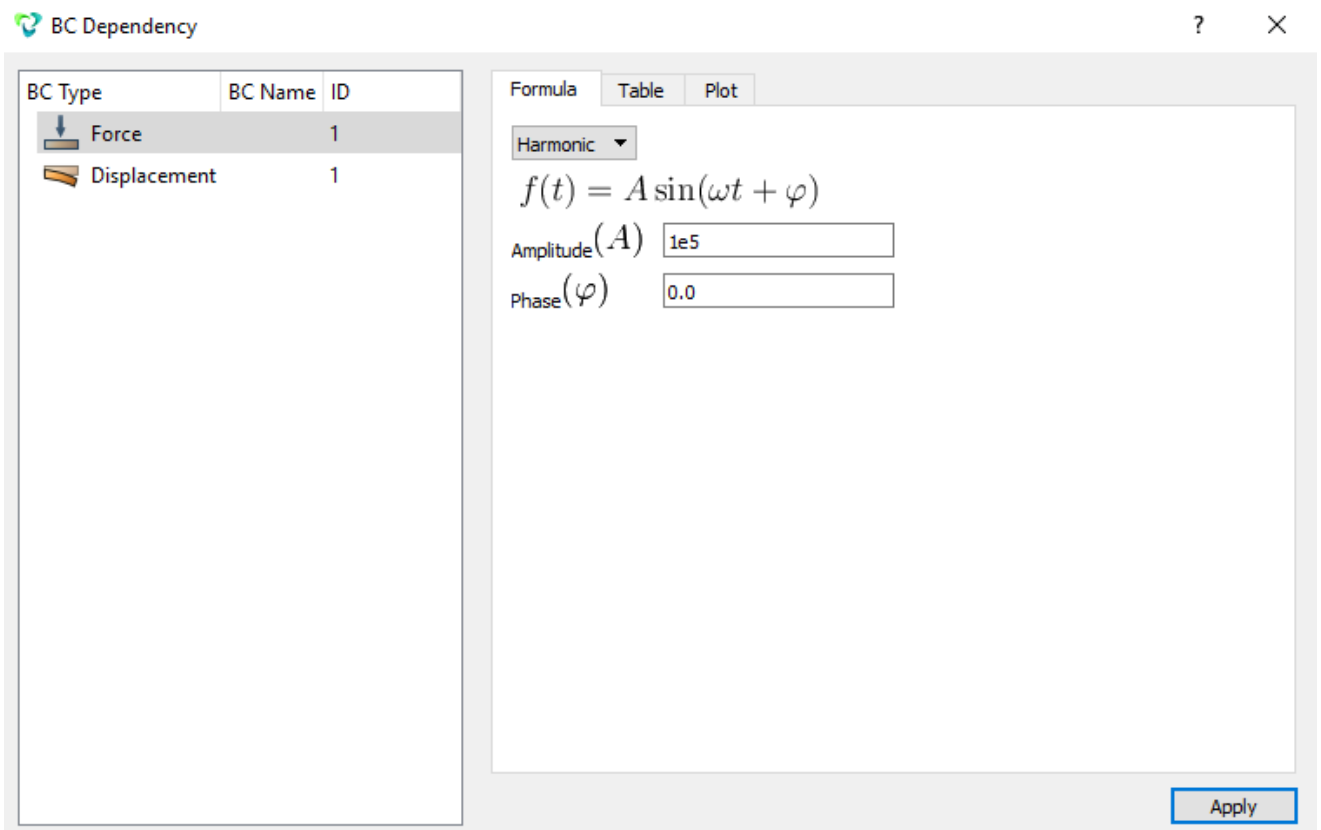 BC Dependency
?
BC Type BC Name ID
Force 1
Displacement 1
Formula Table Plot
Harmonic
f(t) = A sin(ωt + φ)
Amplitude(A) 1e5
Phase(φ) 0.0
Apply